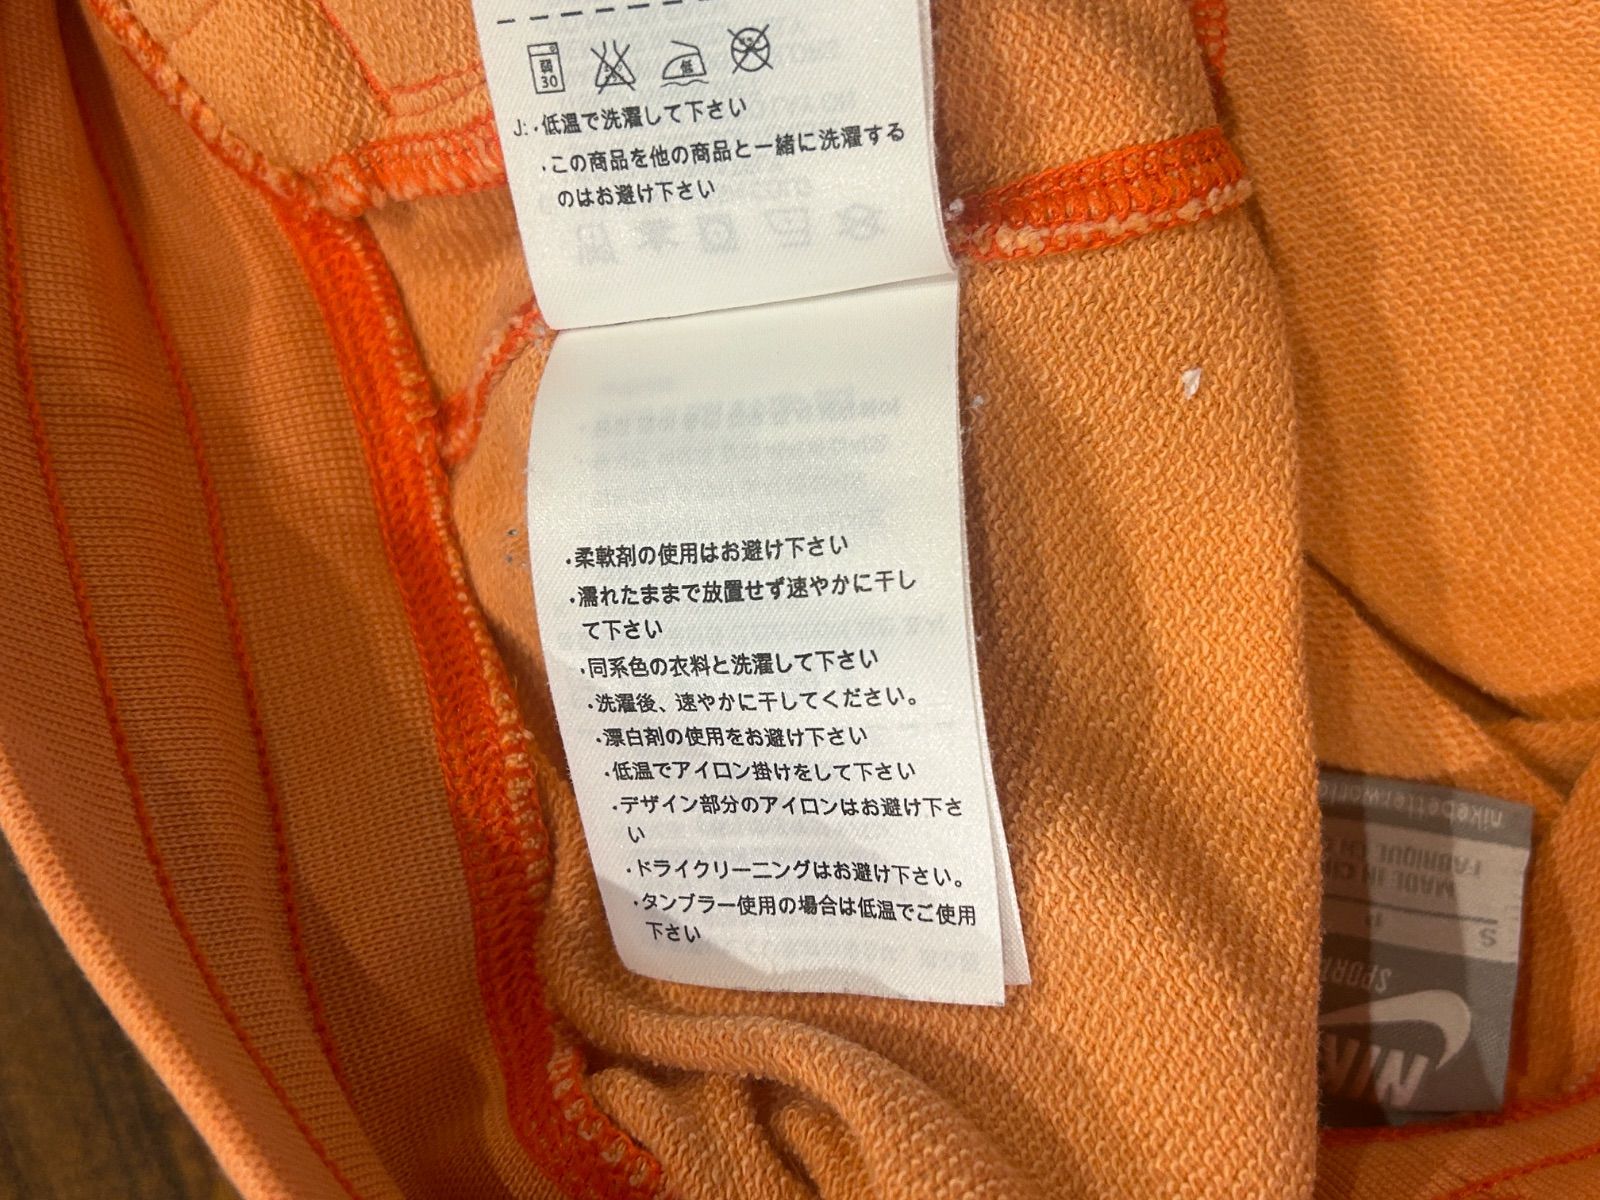 弱
30
低
J:・低温で洗濯して下さい
・この商品を他の商品と一緒に洗濯する
のはお避け下さい
・柔軟剤の使用はお避け下さい
・濡れたままで放置せず速やかに干し
て下さい
・同系色の衣料と洗濯して下さい
・洗濯後、速やかに干してください。
・漂白剤の使用をお避け下さい
・低温でアイロン掛けをして下さい
・デザイン部分のアイロンはお避け下さ
い
・ドライクリーニングはお避け下さい。
・タンブラー使用の場合は低温でご使用
下さい
NIK
SPOR
S
MADE IN
FABRIQUE